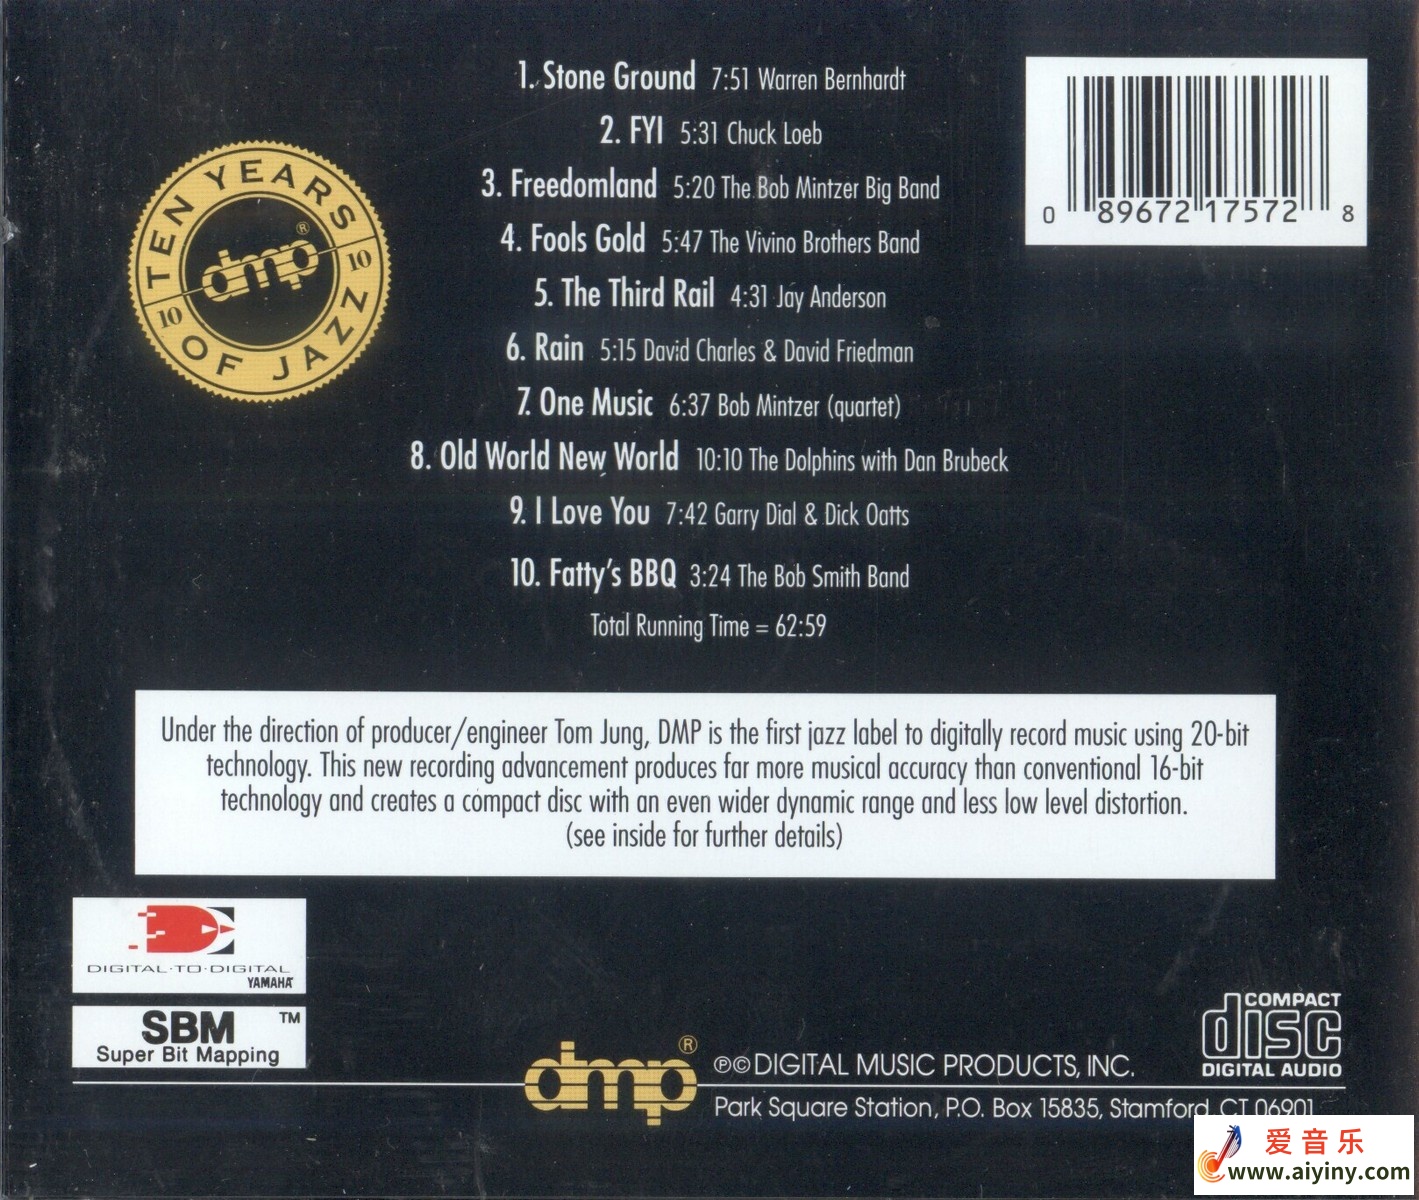 1. Stone Ground 7:51 Warren Bernhardt
2. FYI 5:31 Chuck Loeb
3. Freedomland 5:20 The Bob Mintzer Big Band
4. Fools Gold 5:47 The Vivino Brothers Band
5. The Third Rail 4:31 Jay Anderson
6. Rain 5:15 David Charles & David Friedman
7. One Music 6:37 Bob Mintzer (quartet)
8. Old World New World 10:10 The Dolphins with Dan Brubeck
9. I Love You 7:42 Garry Dial & Dick Oatts
10. Fatty's BBQ 3:24 The Bob Smith Band
Total Running Time = 62:59
0 89672 17572 8
TEN YEARS
10 dmp® 10
OF JAZZ
Under the direction of producer/engineer Tom Jung, DMP is the first jazz label to digitally record music using 20-bit
technology. This new recording advancement produces far more musical accuracy than conventional 16-bit
technology and creates a compact disc with an even wider dynamic range and less low level distortion.
(see inside for further details)
DIGITAL·TO·DIGITAL
YAMAHA
SBM ™
Super Bit Mapping
dmp®
℗© DIGITAL MUSIC PRODUCTS, INC.
Park Square Station, P.O. Box 15835, Stamford, CT 06901
COMPACT
disc
DIGITAL AUDIO
爱音乐
www.aiyiny.com